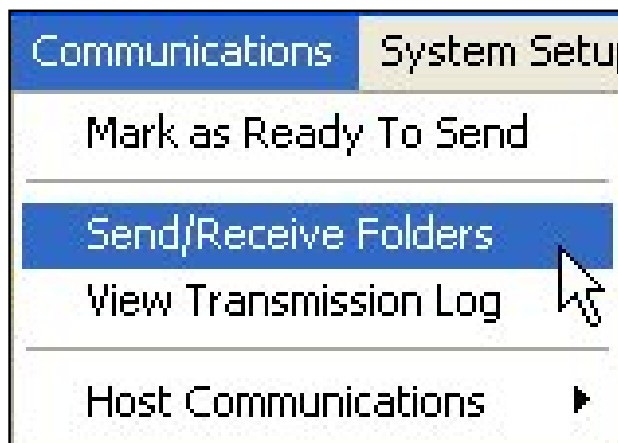 Communications System Setu
Mark as Ready To Send
Send/Receive Folders
View Transmission Log
Host Communications